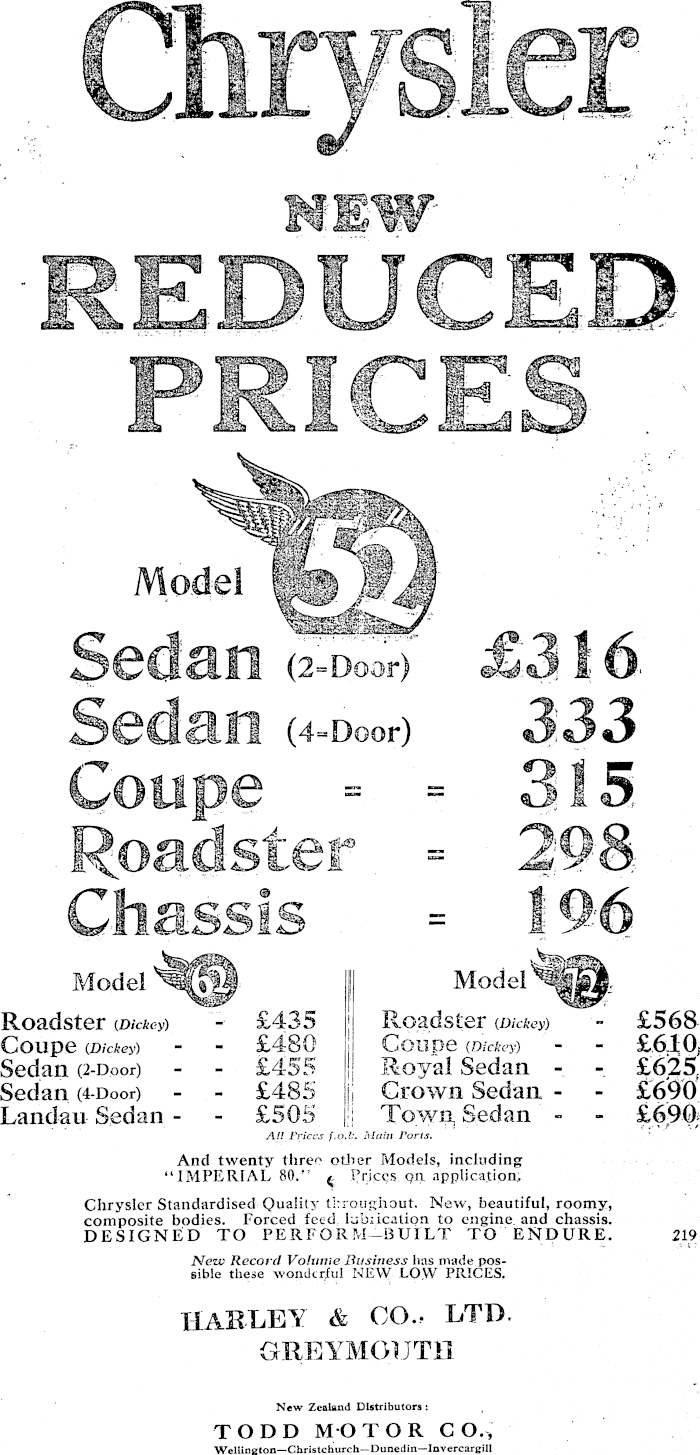 Chrysler
NEW
REDUCED
PRICES
Model "52"
Sedan (2-Door) £316
Sedan (4-Door) 333
Coupe = = 315
Roadster = 298
Chassis = 196
Model 62
Roadster (Dickey) - £435
Coupe (Dickey) - - £480
Sedan (2-Door) - - £455
Sedan (4-Door) - - £485
Landau Sedan - - £505
Model 72
Roadster (Dickey) - £568
Coupe (Dickey) - - £610
Royal Sedan - - £625
Crown Sedan - - £690
Town Sedan - - £690
All Prices f.o.b. Main Ports.
And twenty three other Models, including
"IMPERIAL 80." Prices on application.
Chrysler Standardised Quality throughout. New, beautiful, roomy,
composite bodies. Forced feed lubrication to engine and chassis.
DESIGNED TO PERFORM—BUILT TO ENDURE. 219
New Record Volume Business has made pos-
sible these wonderful NEW LOW PRICES.
HARLEY & CO., LTD.
GREYMOUTH
New Zealand Distributors:
TODD MOTOR CO.,
Wellington—Christchurch—Dunedin—Invercargill